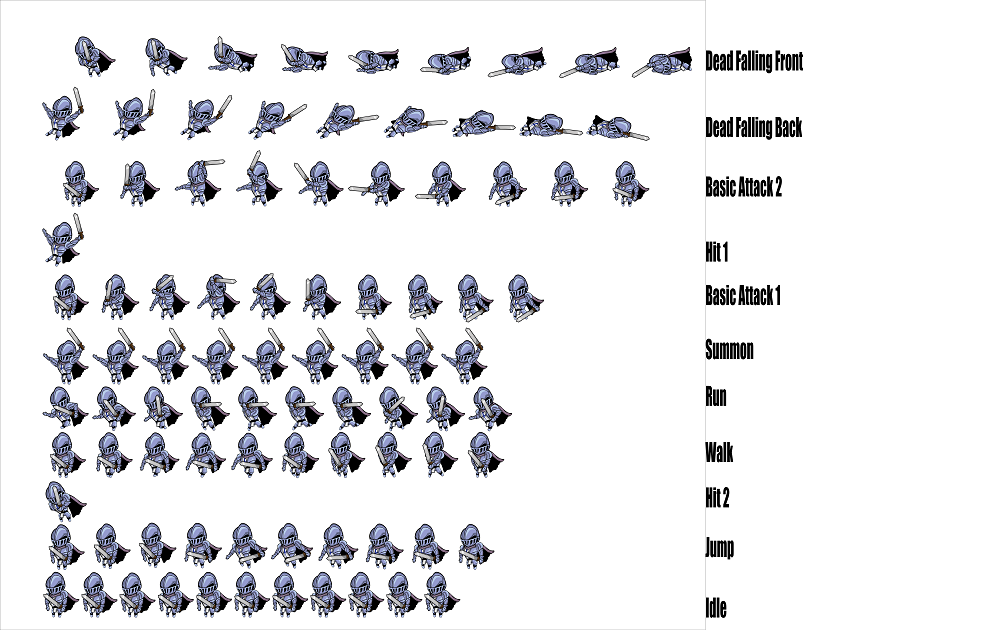 Dead Falling Front
Dead Falling Back
Basic Attack 2
Hit 1
Basic Attack 1
Summon
Run
Walk
Hit 2
Jump
Idle